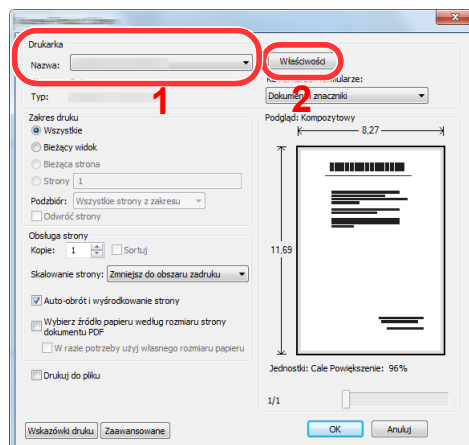 Drukarka
Nazwa:
Właściwości
Typ:
1
2
Dokument i znaczniki
Zakres druku
Wszystkie
Bieżący widok
Bieżąca strona
Strony 1
Podzbiór: Wszystkie strony z zakresu
Odwróć strony
Obsługa strony
Kopie: 1 Sortuj
Skalowanie strony: Zmniejsz do obszaru zadruku
Auto-obrót i wyśrodkowanie strony
Wybierz źródło papieru według rozmiaru strony
dokumentu PDF
W razie potrzeby użyj własnego rozmiaru papieru
Drukuj do pliku
Podgląd: Kompozytowy
8,27
11,69
Jednostki: Cale Powiększenie: 96%
1/1
Wskazówki druku
Zaawansowane
OK
Anuluj